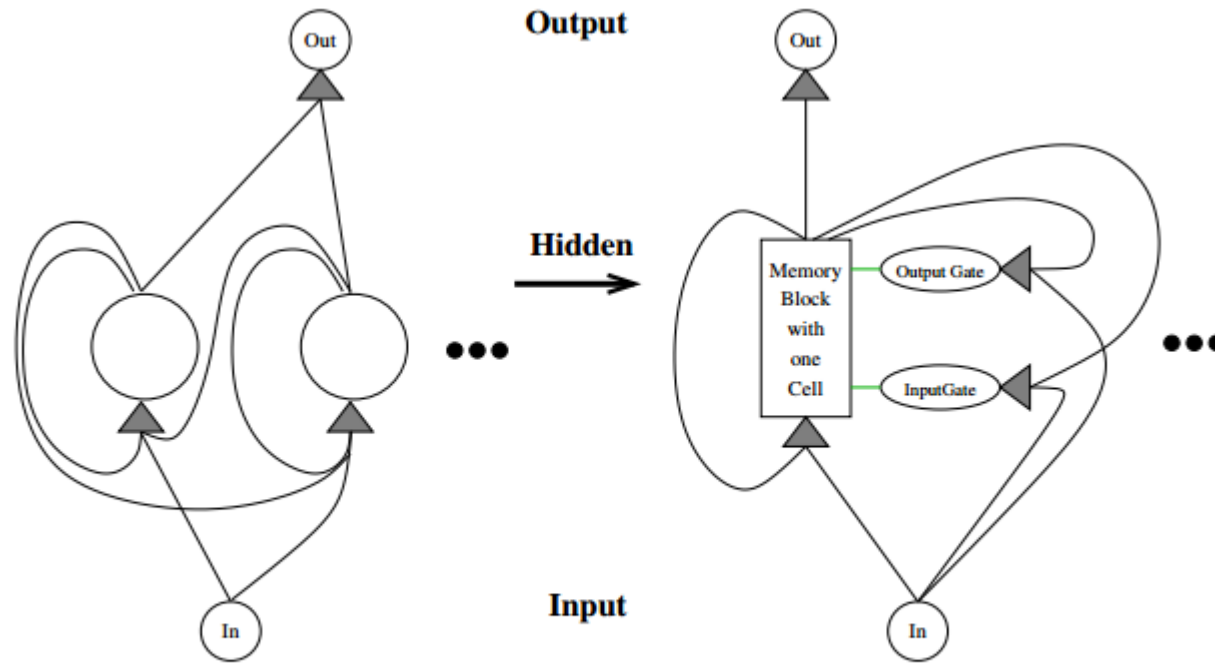 Out
Output
Out
Hidden
Memory
Block
with
one
Cell
Output Gate
InputGate
In
Input
In